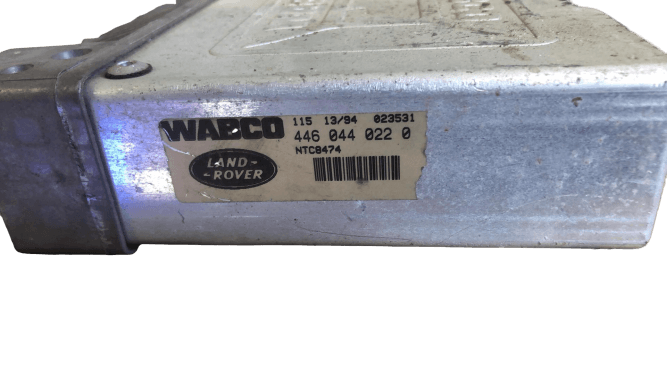 WABCO
115 13/94 023531
446 044 022 0
NTC8474
LAND-
-ROVER